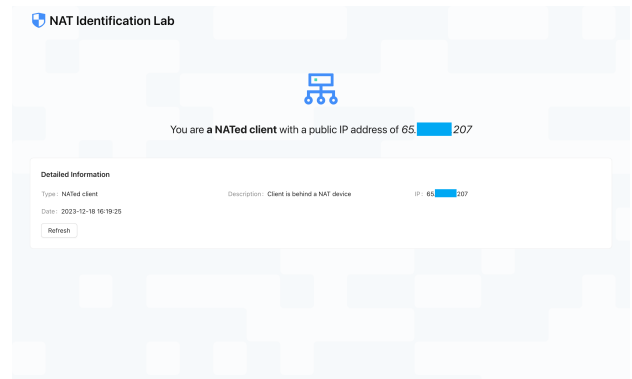 NAT Identification Lab
You are a NATed client with a public IP address of 65. 207
Detailed Information
Type: NATed client Description: Client is behind a NAT device IP: 65. 207
Date: 2023-12-18 16:19:25
Refresh